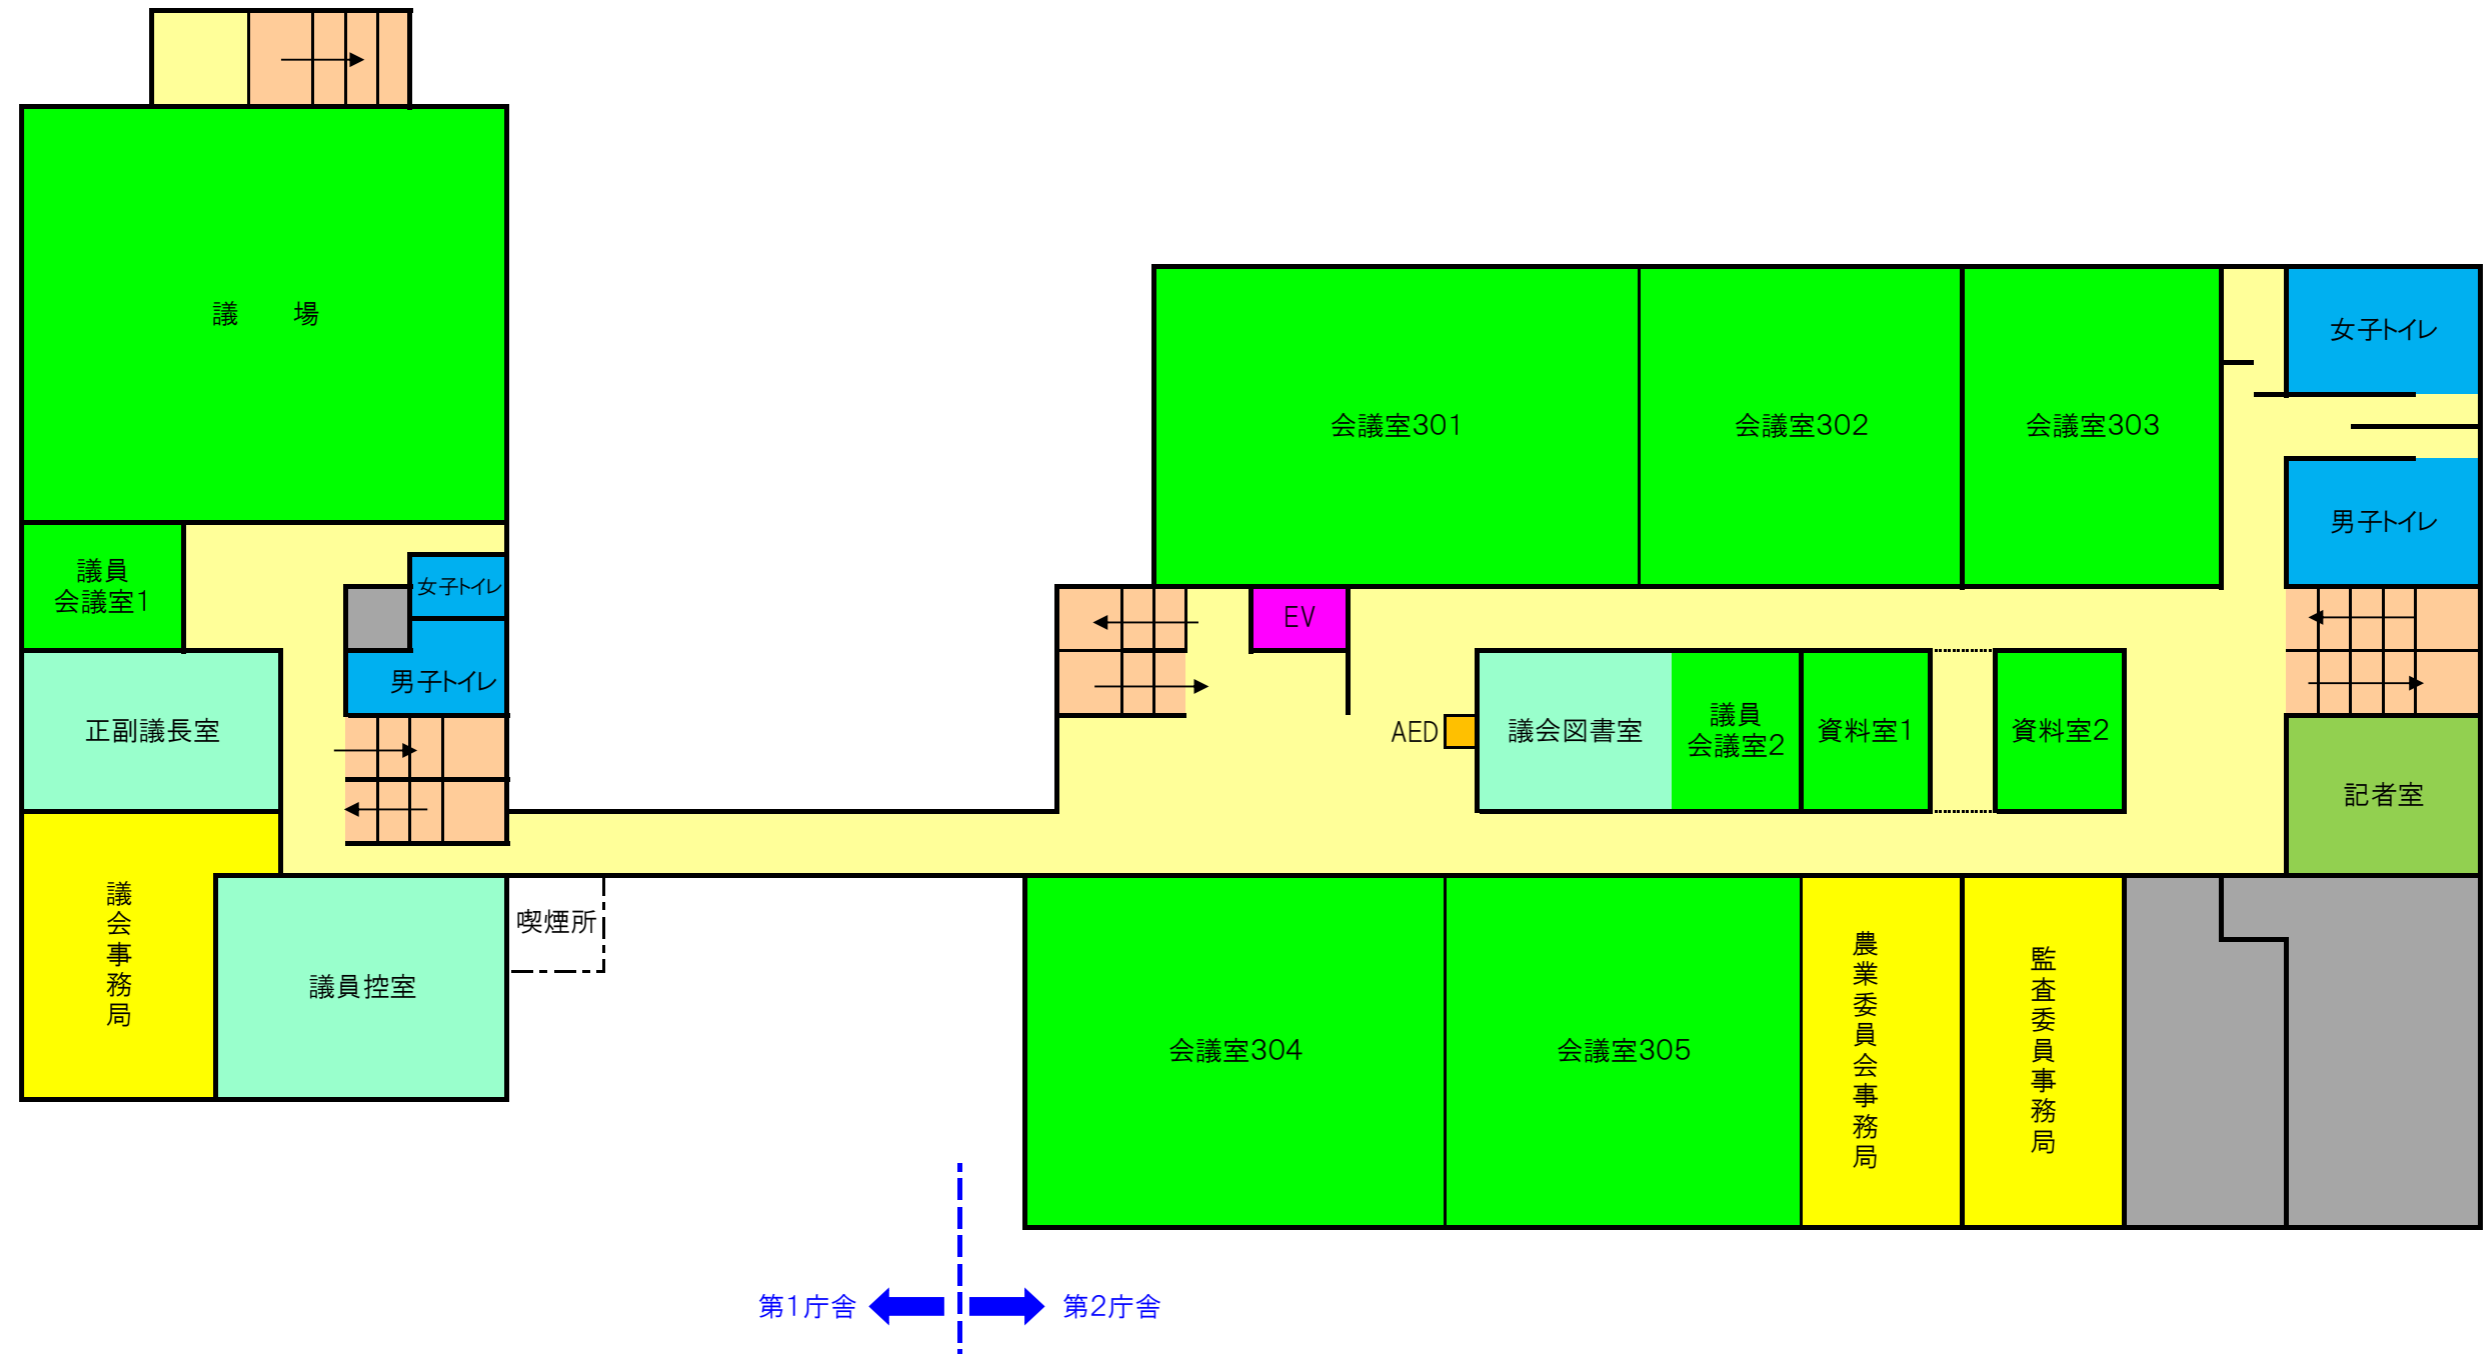 議　場
女子トイレ
会議室301
会議室302
会議室303
男子トイレ
議員
会議室1
女子トイレ
EV
男子トイレ
正副議長室
AED
議会図書室
議員
会議室2
資料室1
資料室2
記者室
議会事務局
喫煙所
議員控室
会議室304
会議室305
農業委員会事務局
監査委員事務局
第1庁舎
第2庁舎